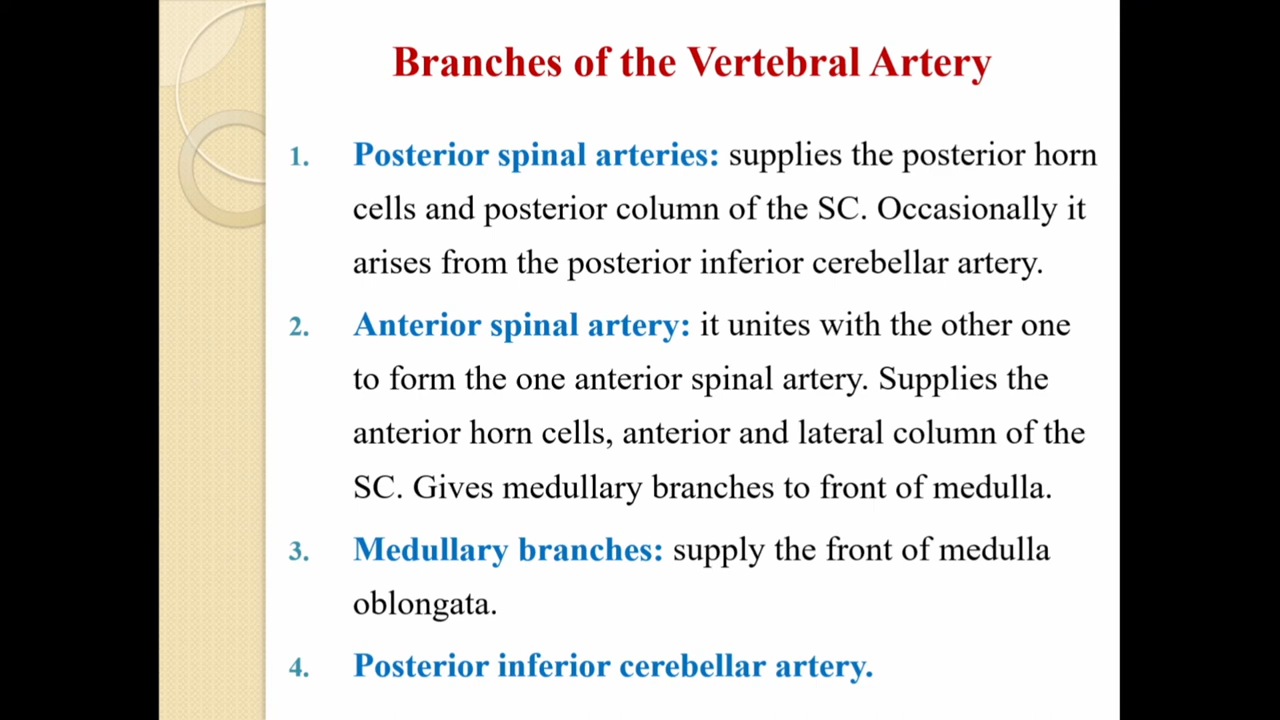 Branches of the Vertebral Artery
1. Posterior spinal arteries: supplies the posterior horn
cells and posterior column of the SC. Occasionally it
arises from the posterior inferior cerebellar artery.
2. Anterior spinal artery: it unites with the other one
to form the one anterior spinal artery. Supplies the
anterior horn cells, anterior and lateral column of the
SC. Gives medullary branches to front of medulla.
3. Medullary branches: supply the front of medulla
oblongata.
4. Posterior inferior cerebellar artery.